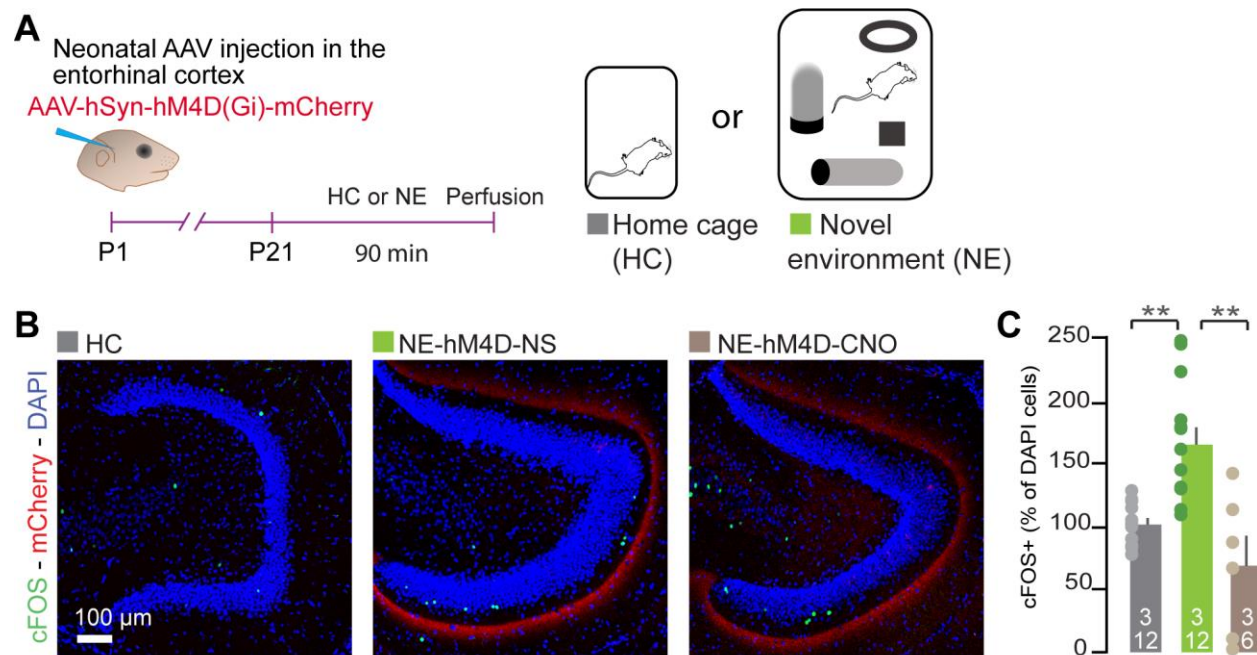 A
Neonatal AAV injection in the
entorhinal cortex
AAV-hSyn-hM4D(Gi)-mCherry
HC or NE
Perfusion
P1
P21
90 min
or
Home cage
(HC)
Novel
environment (NE)
B
HC
NE-hM4D-NS
NE-hM4D-CNO
cFOS - mCherry - DAPI
100 µm
C
** **
cFOS+ (% of DAPI cells)
250
200
150
100
50
0
3 3 3
12 12 6